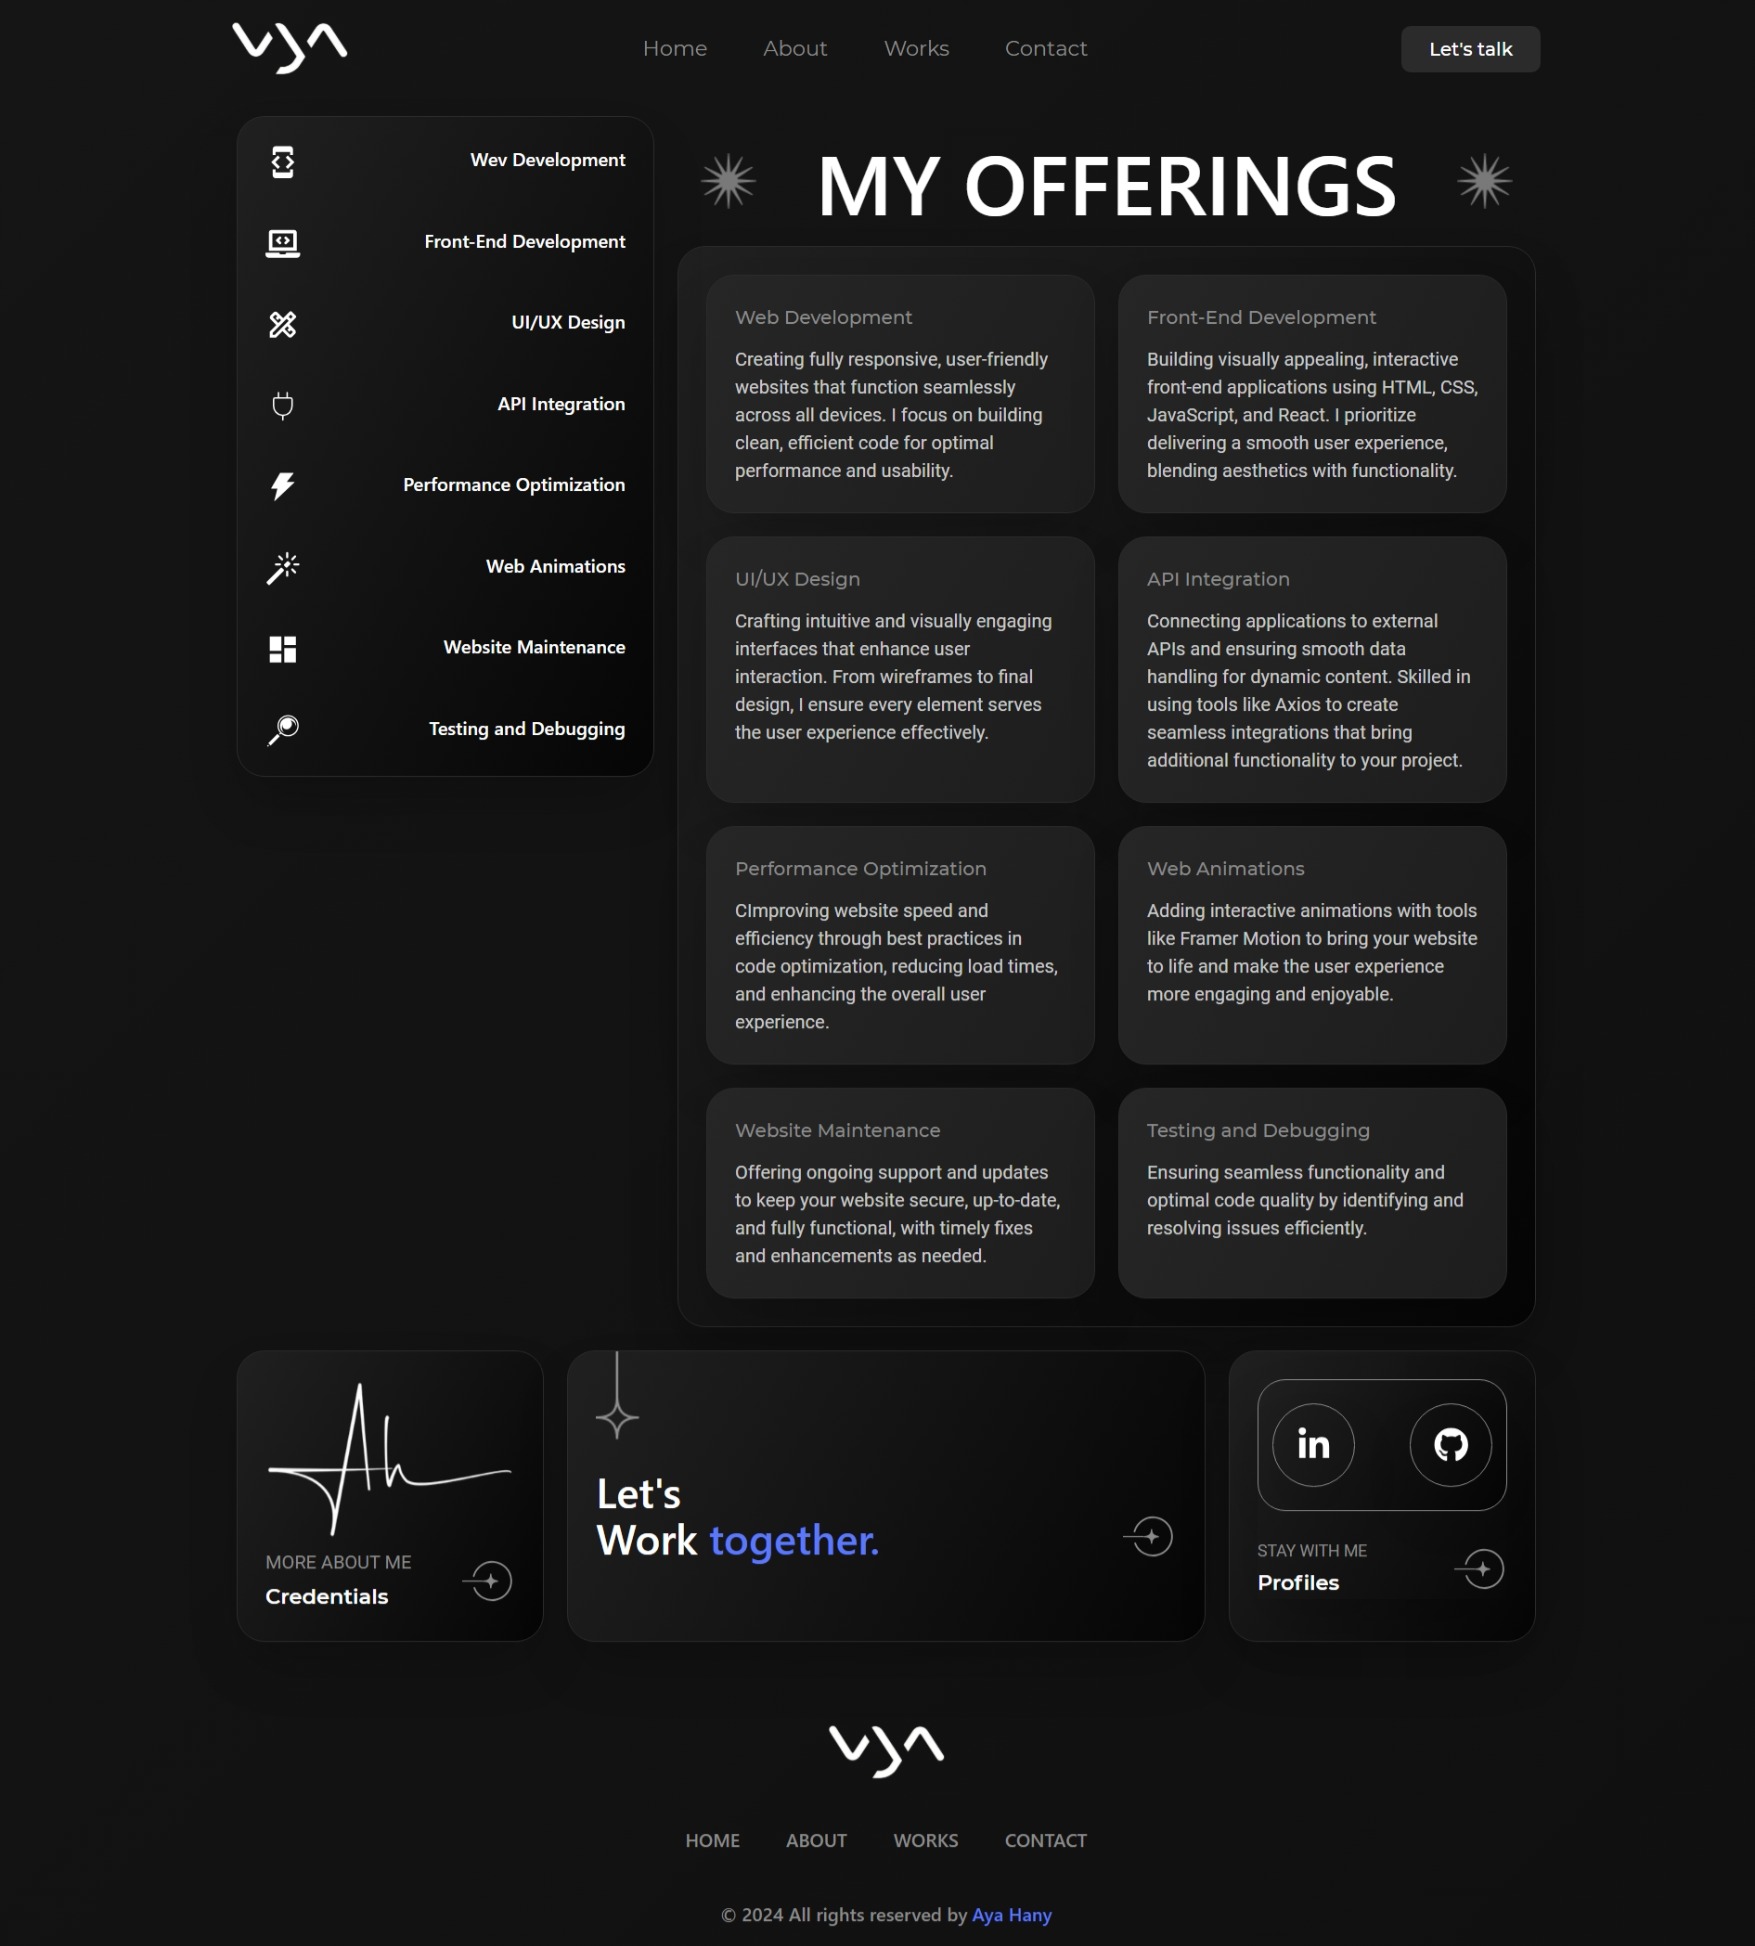 Home About Works Contact Let's talk
Wev Development
Front-End Development
UI/UX Design
API Integration
Performance Optimization
Web Animations
Website Maintenance
Testing and Debugging
MY OFFERINGS
Web Development
Creating fully responsive, user-friendly
websites that function seamlessly
across all devices. I focus on building
clean, efficient code for optimal
performance and usability.
Front-End Development
Building visually appealing, interactive
front-end applications using HTML, CSS,
JavaScript, and React. I prioritize
delivering a smooth user experience,
blending aesthetics with functionality.
UI/UX Design
Crafting intuitive and visually engaging
interfaces that enhance user
interaction. From wireframes to final
design, I ensure every element serves
the user experience effectively.
API Integration
Connecting applications to external
APIs and ensuring smooth data
handling for dynamic content. Skilled in
using tools like Axios to create
seamless integrations that bring
additional functionality to your project.
Performance Optimization
CImproving website speed and
efficiency through best practices in
code optimization, reducing load times,
and enhancing the overall user
experience.
Web Animations
Adding interactive animations with tools
like Framer Motion to bring your website
to life and make the user experience
more engaging and enjoyable.
Website Maintenance
Offering ongoing support and updates
to keep your website secure, up-to-date,
and fully functional, with timely fixes
and enhancements as needed.
Testing and Debugging
Ensuring seamless functionality and
optimal code quality by identifying and
resolving issues efficiently.
Ah
MORE ABOUT ME
Credentials
Let's
Work together.
in
STAY WITH ME
Profiles
HOME ABOUT WORKS CONTACT
© 2024 All rights reserved by Aya Hany